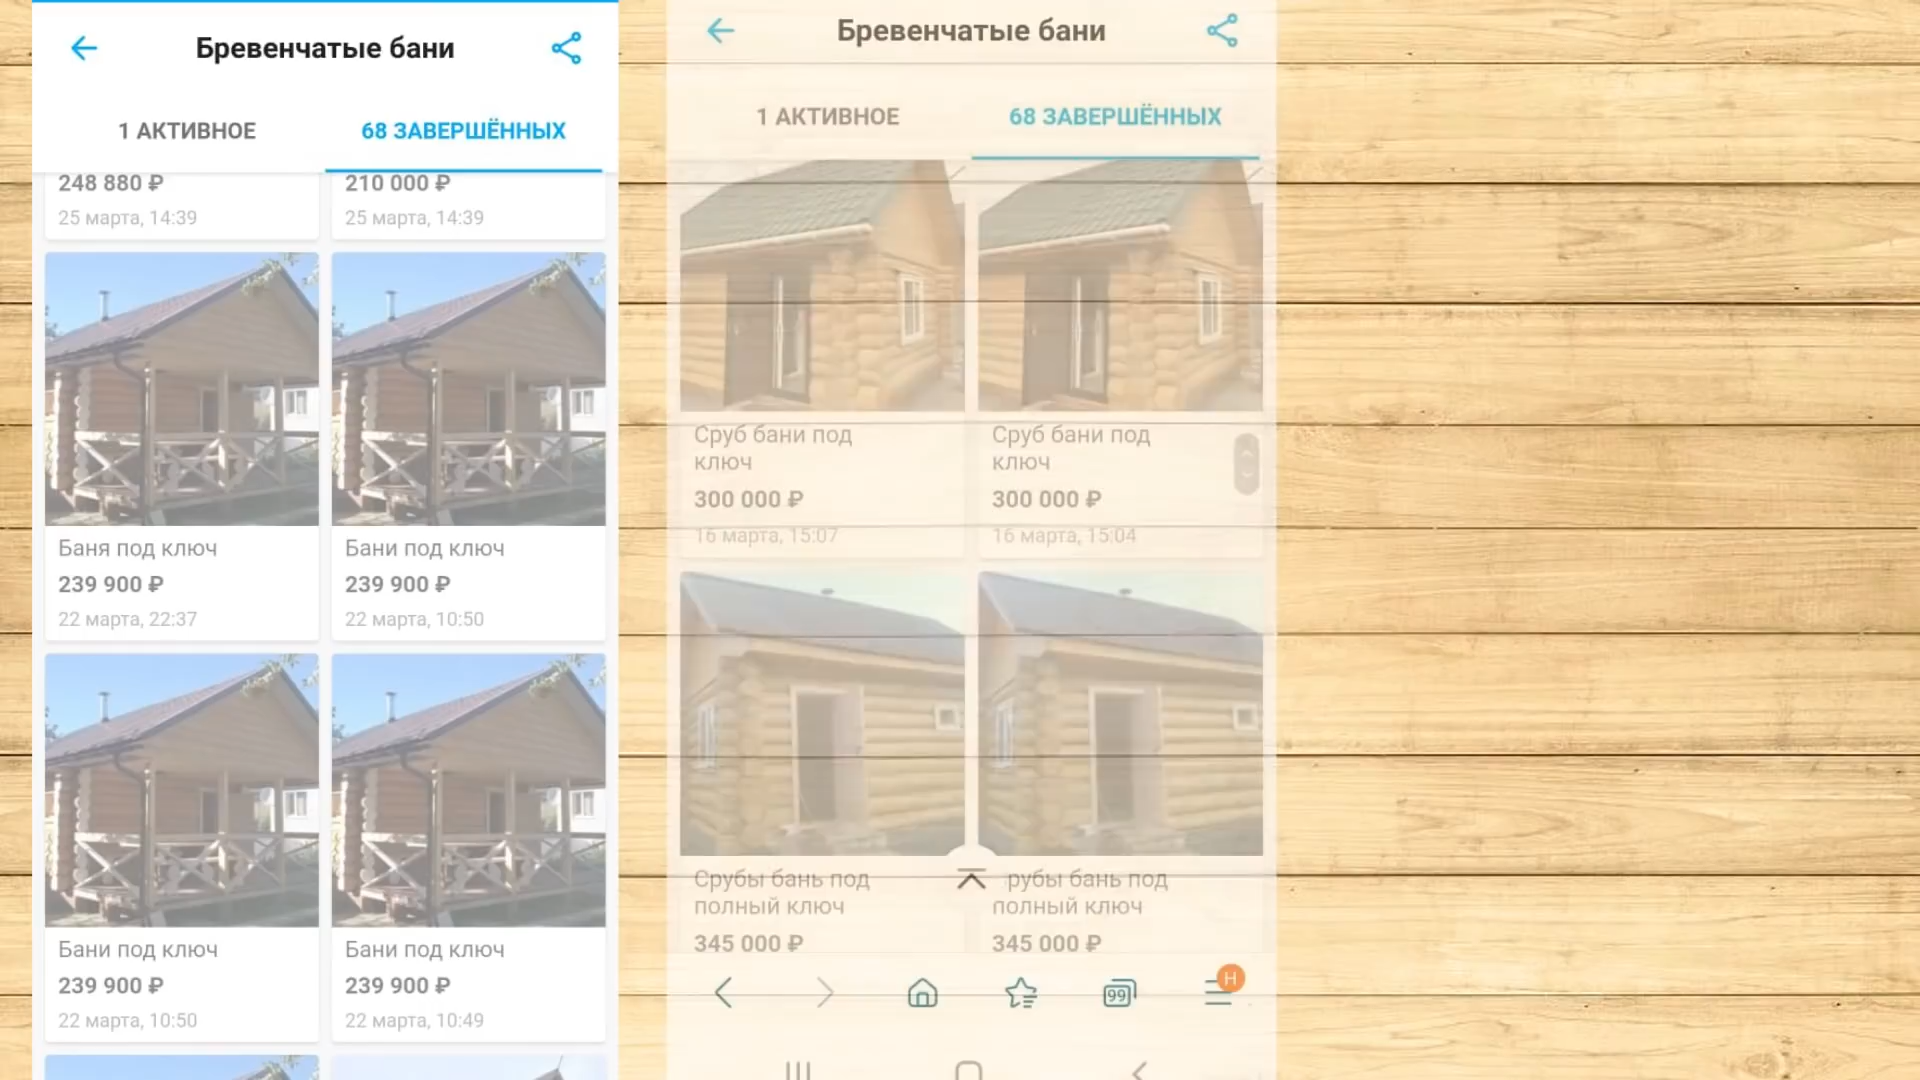 Бревенчатые бани
1 АКТИВНОЕ
68 ЗАВЕРШЁННЫХ
248 880 ₽
210 000 ₽
25 марта, 14:39
25 марта, 14:39
Баня под ключ
Бани под ключ
239 900 ₽
239 900 ₽
22 марта, 22:37
22 марта, 10:50
Бани под ключ
Бани под ключ
239 900 ₽
239 900 ₽
22 марта, 10:50
22 марта, 10:49
Бревенчатые бани
1 АКТИВНОЕ
68 ЗАВЕРШЁННЫХ
Сруб бани под
ключ
Сруб бани под
ключ
300 000 ₽
300 000 ₽
16 марта, 15:07
16 марта, 15:04
Срубы бань под
полный ключ
рубы бань под
полный ключ
345 000 ₽
345 000 ₽
99
Н